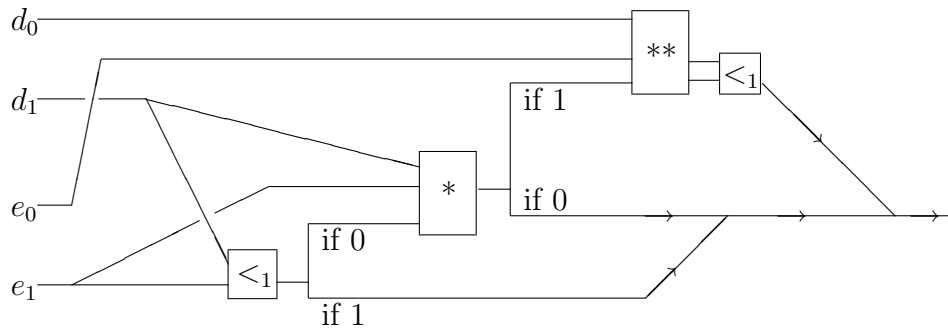 d₀
**
<₁
if 1
d₁
*
if 0
e₀
if 0
<₁
e₁
if 1